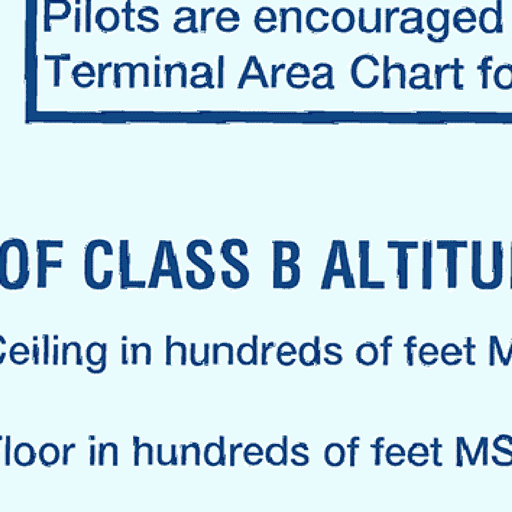 Pilots are encouraged
Terminal Area Chart fo
OF CLASS B ALTITU
Ceiling in hundreds of feet M
Floor in hundreds of feet MS